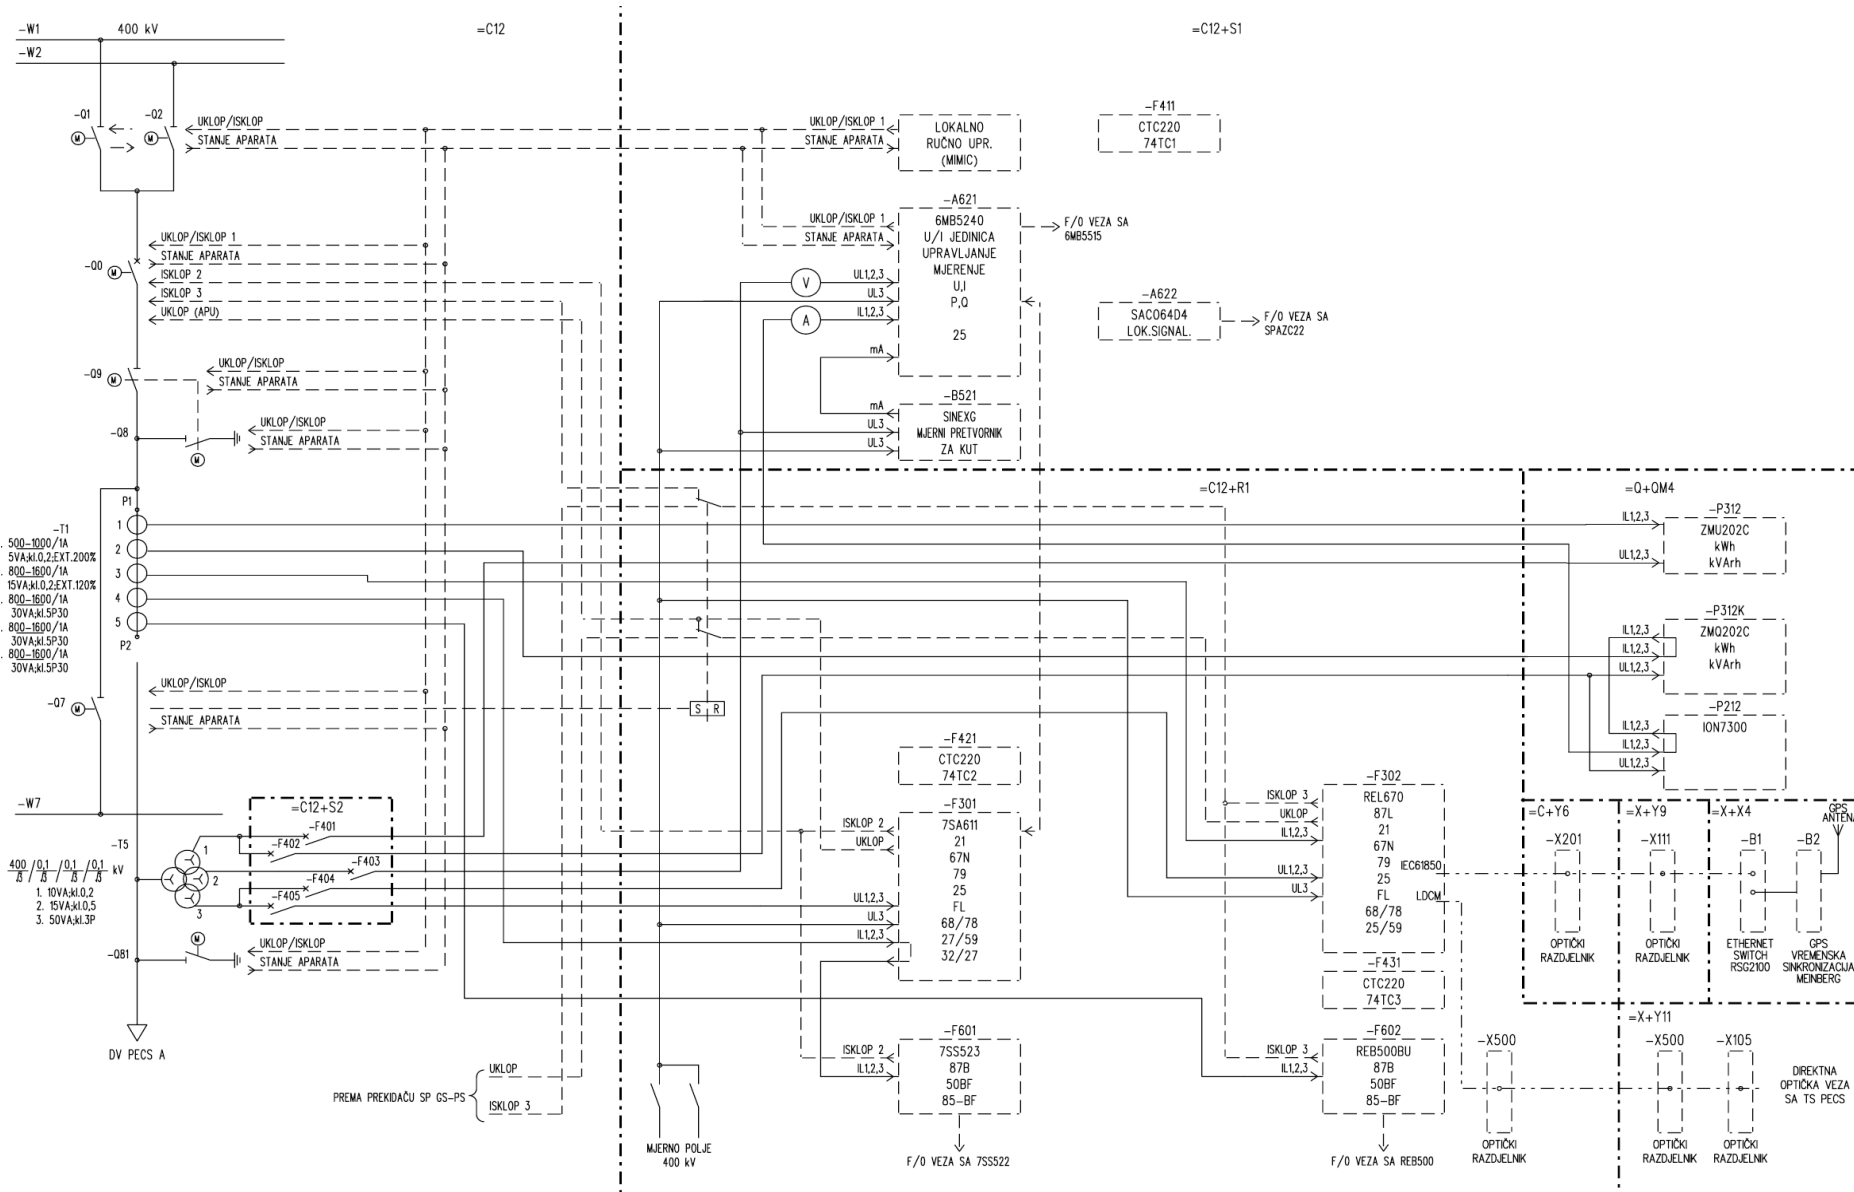 -W1
400 kV
=C12
=C12+S1
-W2
-Q1
-Q2
M
M
UKLOP/ISKLOP
STANJE APARATA
UKLOP/ISKLOP 1
STANJE APARATA
LOKALNO
RUČNO UPR.
(MIMIC)
-F411
CTC220
74TC1
-Q0
M
UKLOP/ISKLOP 1
STANJE APARATA
ISKLOP 2
ISKLOP 3
UKLOP (APU)
-A621
UKLOP/ISKLOP 1
STANJE APARATA
UL1,2,3
UL3
IL1,2,3
mA
V
A
6MB5240
U/I JEDINICA
UPRAVLJANJE
MJERENJE
U,I
P,Q
25
F/O VEZA SA
6MB5515
-A622
SACO64D4
LOK.SIGNAL.
F/O VEZA SA
SPAZC22
-Q9
M
UKLOP/ISKLOP
STANJE APARATA
-B521
mA
UL3
UL3
SINEXG
MJERNI PRETVORNIK
ZA KUT
-Q8
M
UKLOP/ISKLOP
STANJE APARATA
=C12+R1
=Q+QM4
P1
1
2
3
4
5
P2
-T1
. 500-1000/1A
5VA;kl.0,2;EXT.200%
. 800-1600/1A
15VA;kl.0,2;EXT.120%
. 800-1600/1A
30VA;kl.5P30
. 800-1600/1A
30VA;kl.5P30
. 800-1600/1A
30VA;kl.5P30
-P312
IL1,2,3
UL1,2,3
ZMU202C
kWh
kVArh
-P312K
IL1,2,3
IL1,2,3
UL1,2,3
ZMQ202C
kWh
kVArh
-P212
IL1,2,3
IL1,2,3
UL1,2,3
ION7300
-Q7
M
UKLOP/ISKLOP
STANJE APARATA
S
R
-F421
CTC220
74TC2
-W7
=C12+S2
-F401
-F402
-F403
-F404
-F405
-T5
1
2
3
400 / 0,1 / 0,1 / 0,1 kV
√3 √3 √3 √3
1. 10VA;kl.0,2
2. 15VA;kl.0,5
3. 50VA;kl.3P
-F301
ISKLOP 2
UKLOP
UL1,2,3
UL3
IL1,2,3
7SA611
21
67N
79
25
FL
68/78
27/59
32/27
-F302
ISKLOP 3
UKLOP
IL1,2,3
UL1,2,3
UL3
REL670
87L
21
67N
79
25
FL
68/78
25/59
IEC61850
LDCM
=C+Y6
-X201
OPTIČKI
RAZDJELNIK
=X+Y9
-X111
OPTIČKI
RAZDJELNIK
=X+X4
-B1
ETHERNET
SWITCH
RSG2100
-B2
GPS
ANTENA
GPS
VREMENSKA
SINKRONIZACIJA
MEINBERG
-Q81
M
UKLOP/ISKLOP
STANJE APARATA
-F431
CTC220
74TC3
DV PECS A
PREMA PREKIDAČU SP GS-PS
UKLOP
ISKLOP 3
MJERNO POLJE
400 kV
-F601
ISKLOP 2
IL1,2,3
7SS523
87B
50BF
85-BF
F/O VEZA SA 7SS522
-F602
ISKLOP 3
IL1,2,3
REB500BU
87B
50BF
85-BF
F/O VEZA SA REB500
-X500
OPTIČKI
RAZDJELNIK
=X+Y11
-X500
OPTIČKI
RAZDJELNIK
-X105
OPTIČKI
RAZDJELNIK
DIREKTNA
OPTIČKA VEZA
SA TS PECS